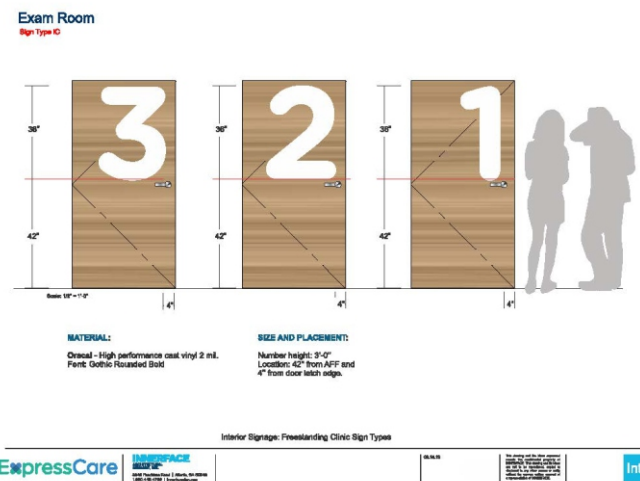 Exam Room
Sign Type IC
3
2
1
36"
36"
36"
42"
42"
42"
Scale: 1/2" = 1'-0"
4"
4"
4"
MATERIAL:
Oracal - High performance cast vinyl 2 mil.
Font: Gothic Rounded Bold
SIZE AND PLACEMENT:
Number height: 3'-0"
Location: 42" from AFF and
4" from door latch edge.
Interior Signage: Freestanding Clinic Sign Types
ExpressCare
INNERFACE
Int